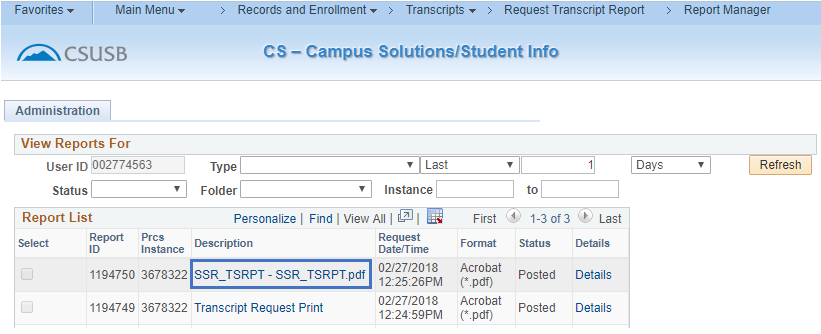 Favorites Main Menu Records and Enrollment Transcripts Request Transcript Report Report Manager
CSUSB CS – Campus Solutions/Student Info
Administration
View Reports For
User ID 002774563 Type Last 1 Days Refresh
Status Folder Instance to
Report List Personalize | Find | View All | | First 1-3 of 3 Last
Select Report ID Prcs Instance Description Request Date/Time Format Status Details
1194750 3678322 SSR_TSRPT - SSR_TSRPT.pdf 02/27/2018 12:25:26PM Acrobat (*.pdf) Posted Details
1194749 3678322 Transcript Request Print 02/27/2018 12:24:59PM Acrobat (*.pdf) Posted Details